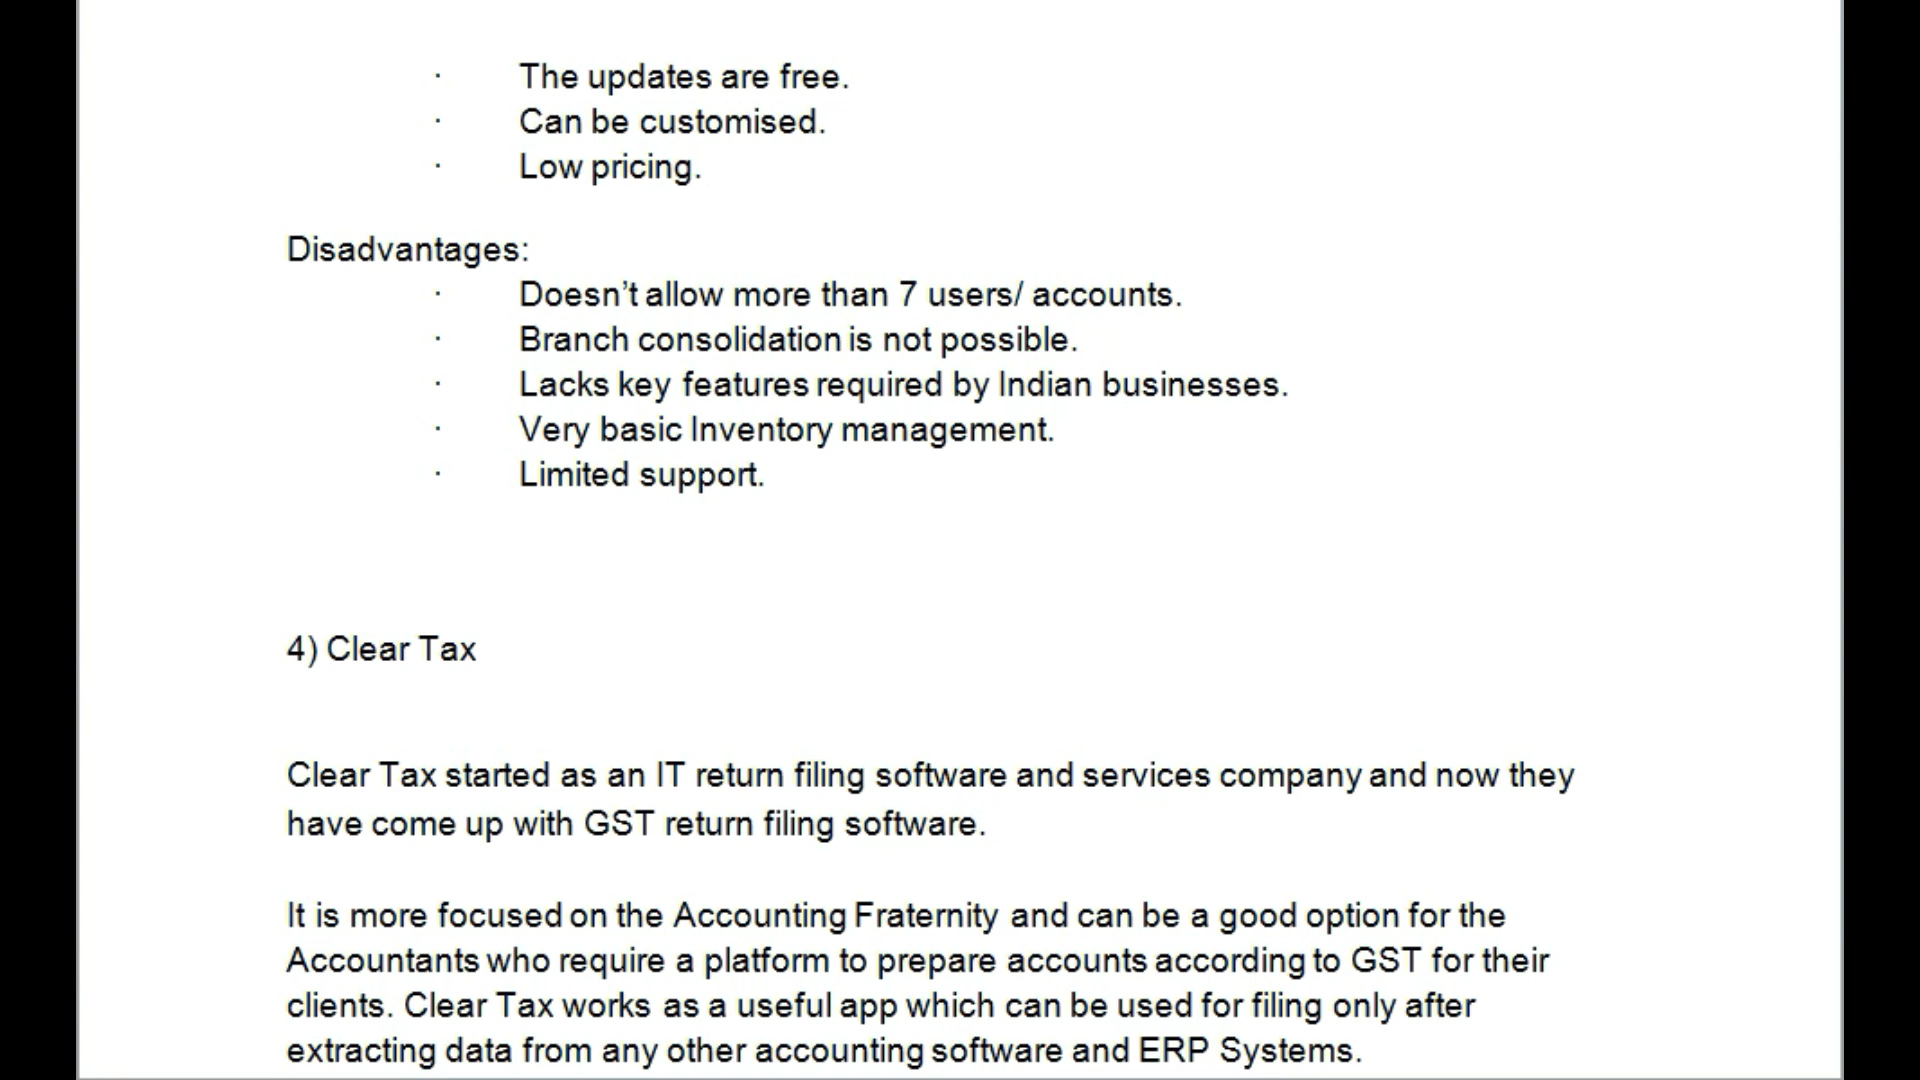 · The updates are free.
· Can be customised.
· Low pricing.
Disadvantages:
· Doesn’t allow more than 7 users/ accounts.
· Branch consolidation is not possible.
· Lacks key features required by Indian businesses.
· Very basic Inventory management.
· Limited support.
4) Clear Tax
Clear Tax started as an IT return filing software and services company and now they
have come up with GST return filing software.
It is more focused on the Accounting Fraternity and can be a good option for the
Accountants who require a platform to prepare accounts according to GST for their
clients. Clear Tax works as a useful app which can be used for filing only after
extracting data from any other accounting software and ERP Systems.